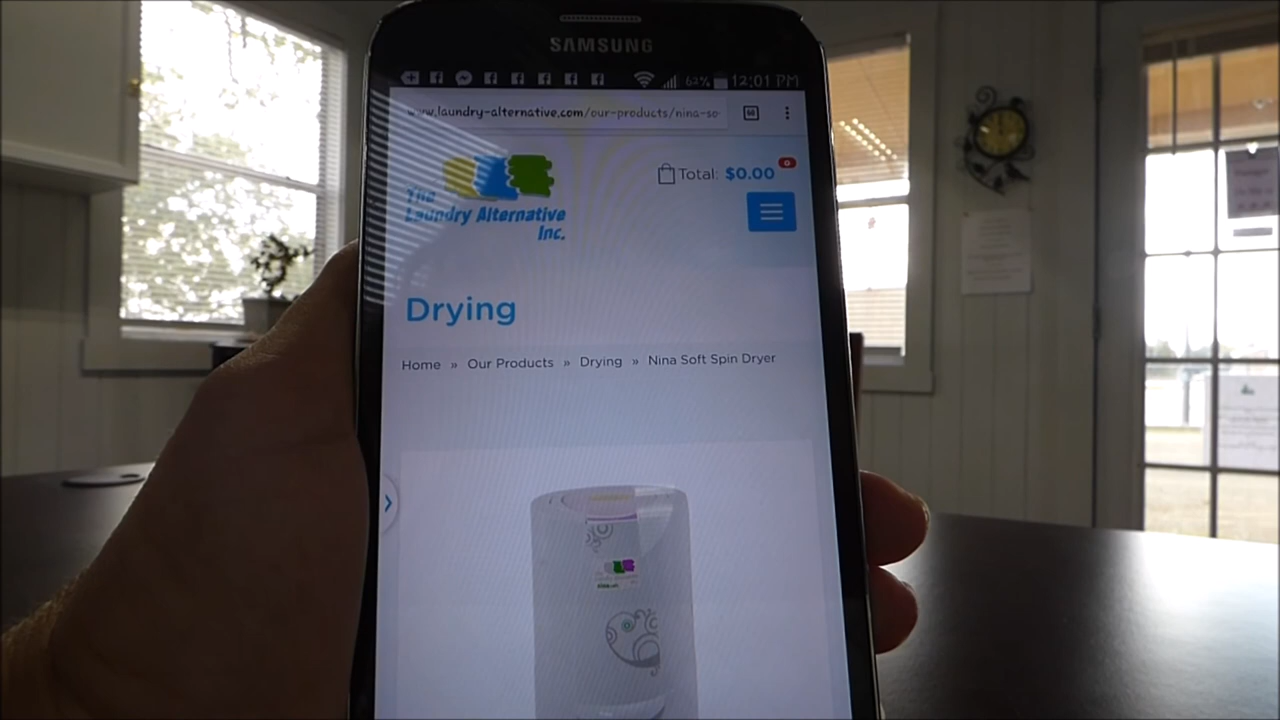 SAMSUNG
62% 12:01 PM
www.laundry-alternative.com/our-products/nina-so-
Total: $0.00
0
The
Laundry Alternative
Inc.
Drying
Home » Our Products » Drying » Nina Soft Spin Dryer